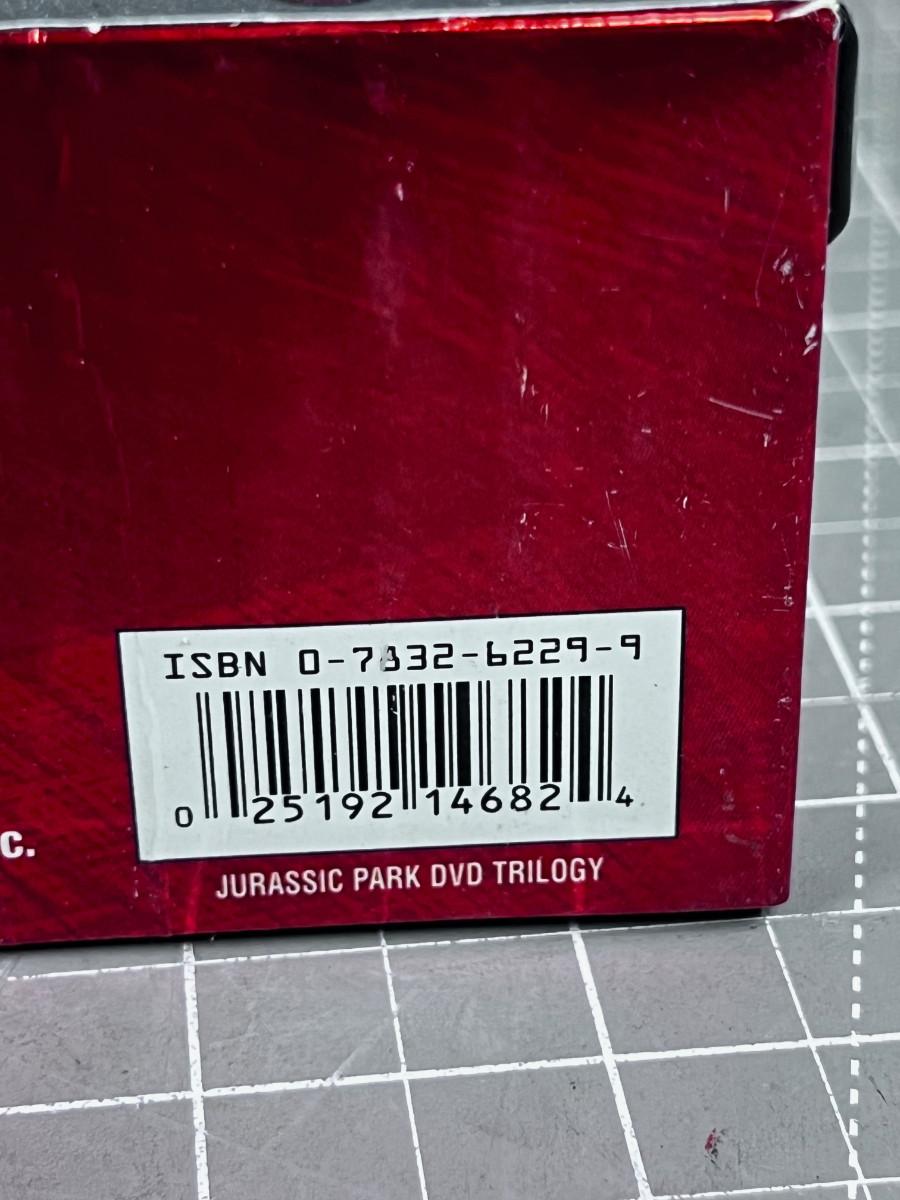 ISBN 0-7832-6229-9
0 25192 14682 4
C.
JURASSIC PARK DVD TRILOGY